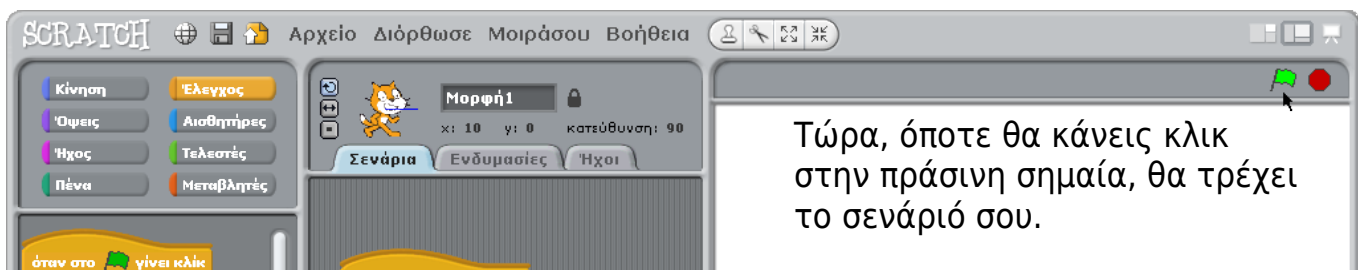 SCRATCH Αρχείο Διόρθωσε Μοιράσου Βοήθεια
Κίνηση Έλεγχος
Όψεις Αισθητήρες
Ήχος Τελεστές
Πένα Μεταβλητές
όταν στο γίνει κλίκ
Μορφή1
x: 10 y: 0 κατεύθυνση: 90
Σενάρια Ενδυμασίες Ήχοι
Τώρα, όποτε θα κάνεις κλικ
στην πράσινη σημαία, θα τρέχει
το σενάριό σου.